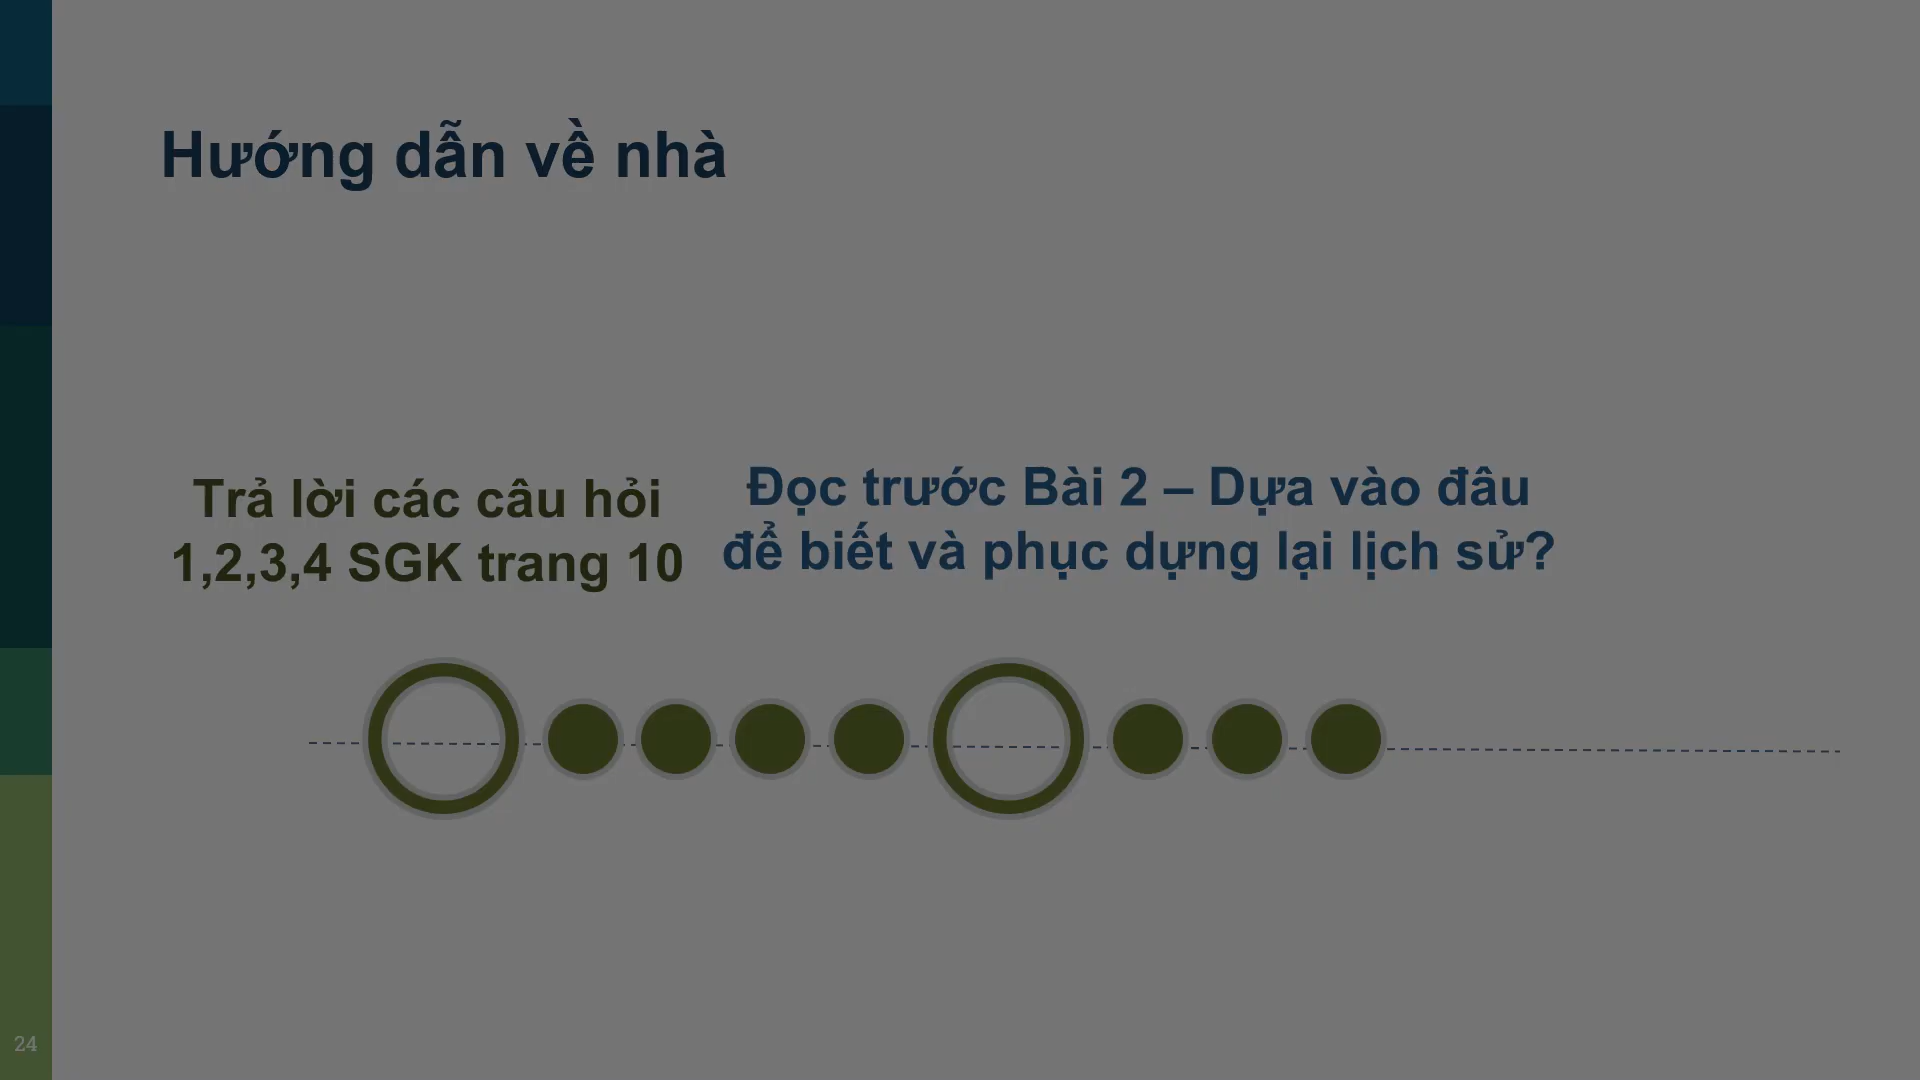 Hướng dẫn về nhà
Trả lời các câu hỏi
1,2,3,4 SGK trang 10
Đọc trước Bài 2 – Dựa vào đâu
để biết và phục dựng lại lịch sử?
24